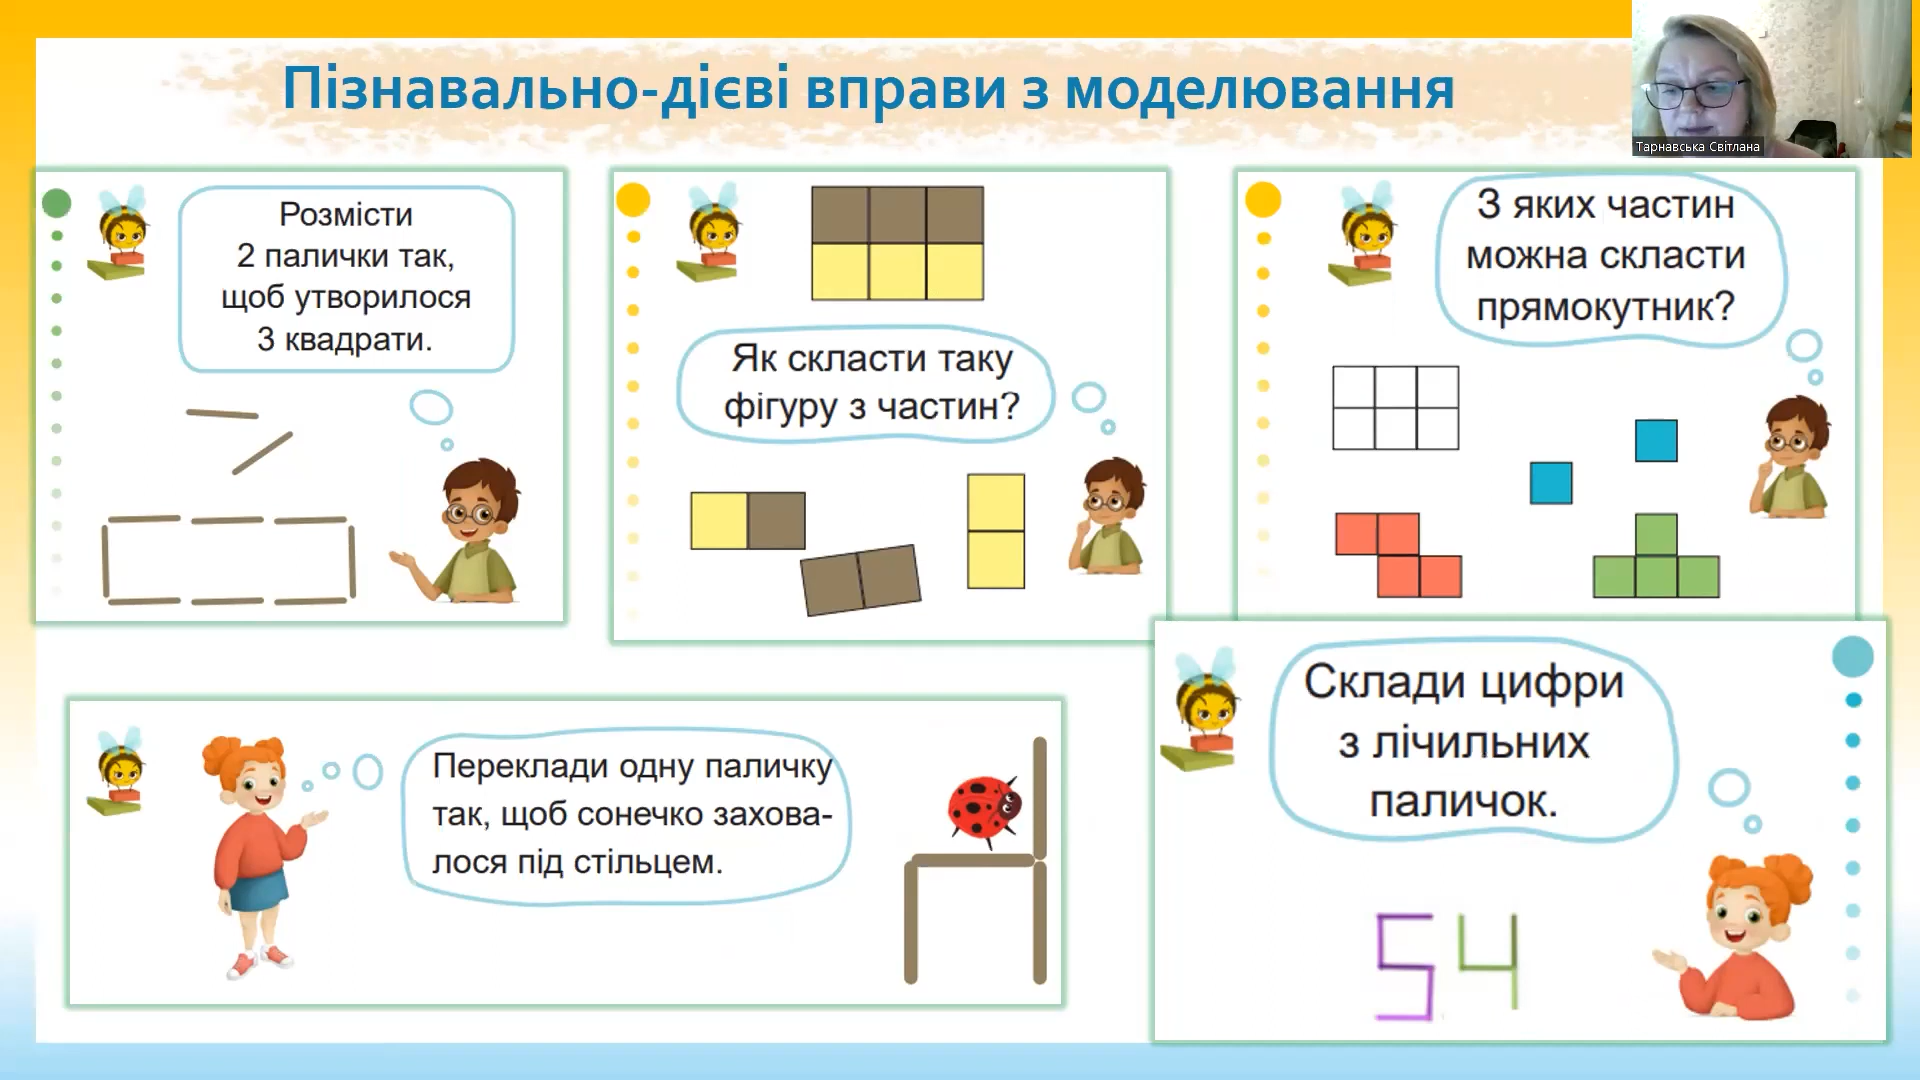 Пізнавально-дієві вправи з моделювання
Тарнавська Світлана
Розмісти
2 палички так,
щоб утворилося
3 квадрати.
Як скласти таку
фігуру з частин?
З яких частин
можна скласти
прямокутник?
Переклади одну паличку
так, щоб сонечко захова-
лося під стільцем.
Склади цифри
з лічильних
паличок.
54